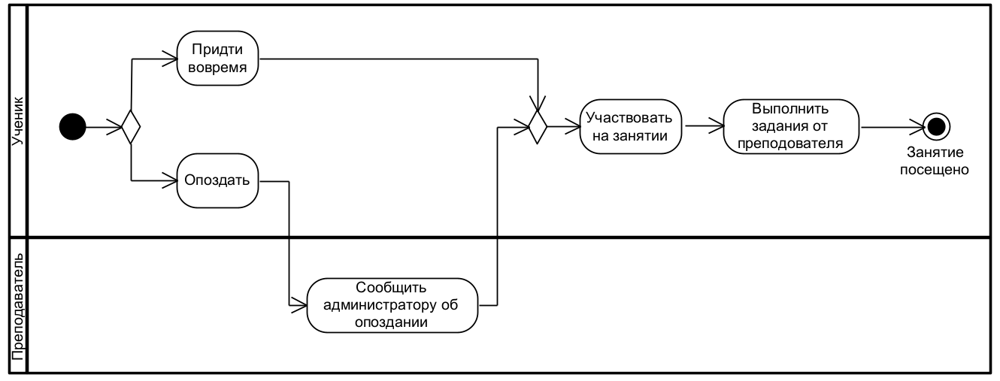 Ученик
Придти
вовремя
Опоздать
Участвовать
на занятии
Выполнить
задания от
преподователя
Занятие
посещено
Преподаватель
Сообщить
администратору об
опоздании